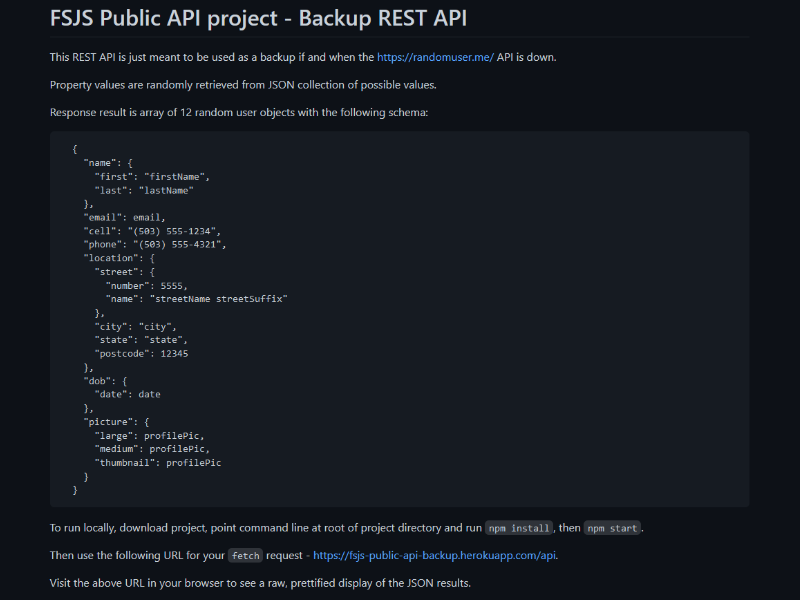 FSJS Public API project - Backup REST API
This REST API is just meant to be used as a backup if and when the https://randomuser.me/ API is down.
Property values are randomly retrieved from JSON collection of possible values.
Response result is array of 12 random user objects with the following schema:
{
  "name": {
    "first": "firstName",
    "last": "lastName"
  },
  "email": email,
  "cell": "(503) 555-1234",
  "phone": "(503) 555-4321",
  "location": {
    "street": {
      "number": 5555,
      "name": "streetName streetSuffix"
    },
    "city": "city",
    "state": "state",
    "postcode": 12345
  },
  "dob": {
    "date": date
  },
  "picture": {
    "large": profilePic,
    "medium": profilePic,
    "thumbnail": profilePic
  }
}
To run locally, download project, point command line at root of project directory and run npm install, then npm start.
Then use the following URL for your fetch request - https://fsjs-public-api-backup.herokuapp.com/api.
Visit the above URL in your browser to see a raw, prettified display of the JSON results.